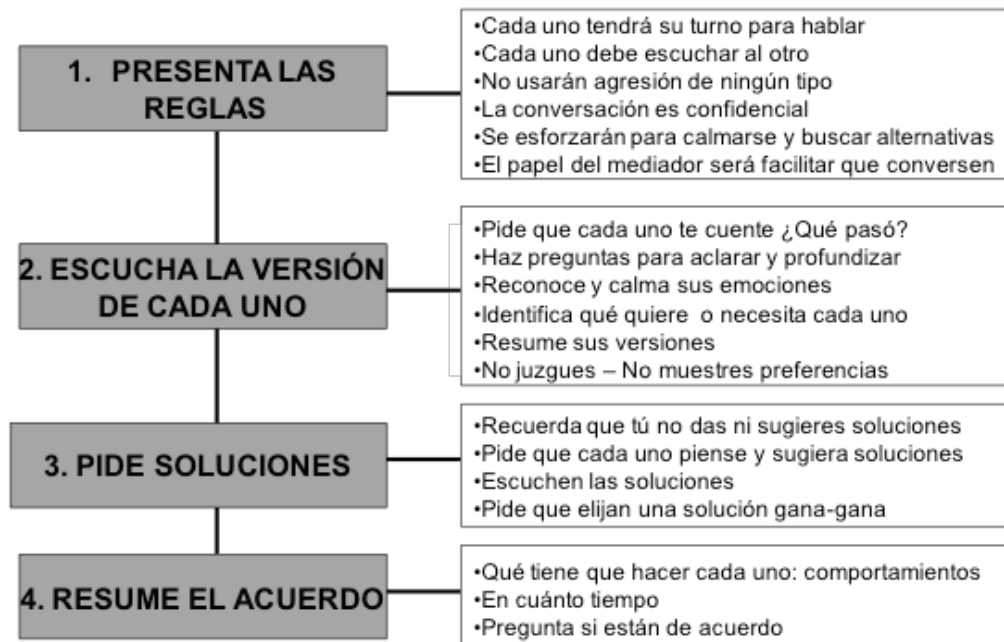 1. PRESENTA LAS
REGLAS
•Cada uno tendrá su turno para hablar
•Cada uno debe escuchar al otro
•No usarán agresión de ningún tipo
•La conversación es confidencial
•Se esforzarán para calmarse y buscar alternativas
•El papel del mediador será facilitar que conversen
2. ESCUCHA LA VERSIÓN
DE CADA UNO
•Pide que cada uno te cuente ¿Qué pasó?
•Haz preguntas para aclarar y profundizar
•Reconoce y calma sus emociones
•Identifica qué quiere o necesita cada uno
•Resume sus versiones
•No juzgues – No muestres preferencias
3. PIDE SOLUCIONES
•Recuerda que tú no das ni sugieres soluciones
•Pide que cada uno piense y sugiera soluciones
•Escuchen las soluciones
•Pide que elijan una solución gana-gana
4. RESUME EL ACUERDO
•Qué tiene que hacer cada uno: comportamientos
•En cuánto tiempo
•Pregunta si están de acuerdo